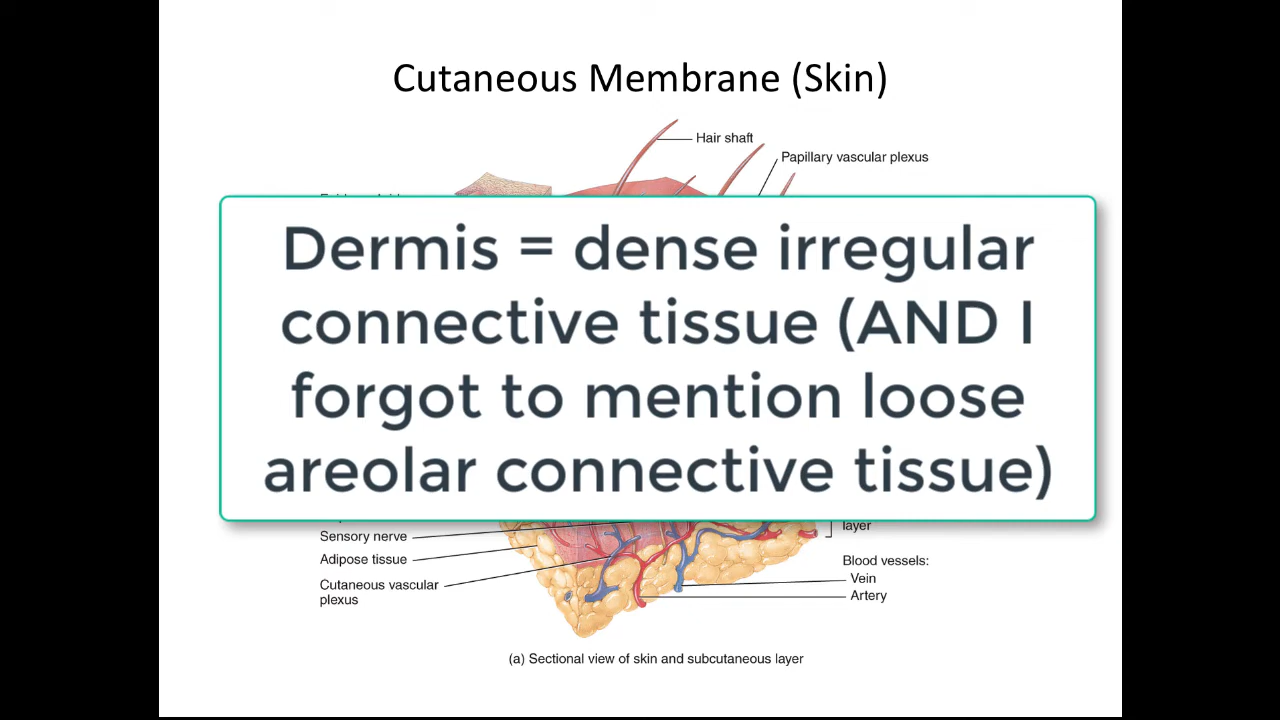 Cutaneous Membrane (Skin)
Hair shaft
Papillary vascular plexus
Dermis = dense irregular
connective tissue (AND I
forgot to mention loose
areolar connective tissue)
Sensory nerve
Adipose tissue
Cutaneous vascular
plexus
layer
Blood vessels:
Vein
Artery
(a) Sectional view of skin and subcutaneous layer